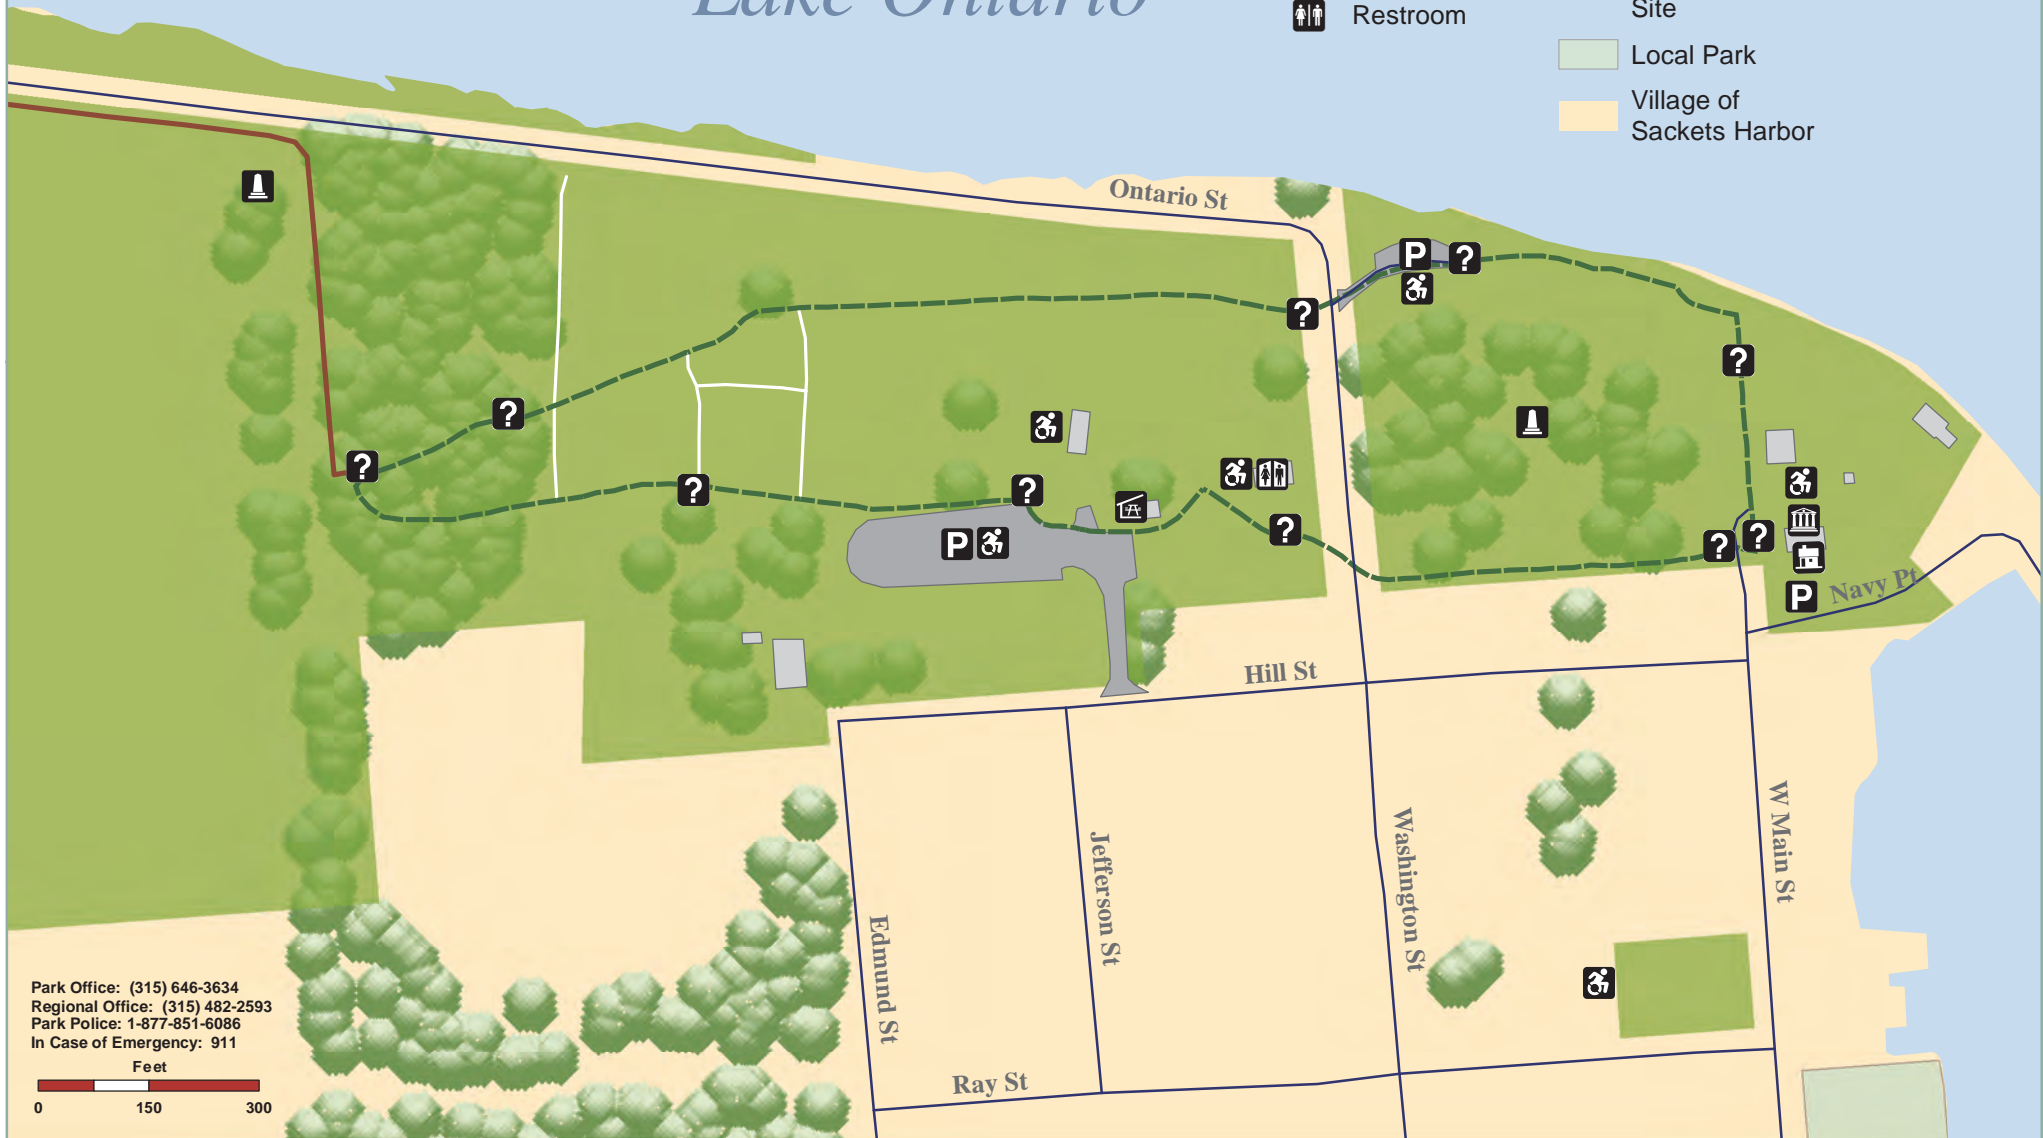 Lake Ontario
Restroom
Site
Local Park
Village of
Sackets Harbor
Ontario St
P
?
?
?
?
?
?
?
?
P
?
?
?
P
Navy Pt
Hill St
W Main St
Washington St
Jefferson St
Edmund St
Ray St
Park Office: (315) 646-3634
Regional Office: (315) 482-2593
Park Police: 1-877-851-6086
In Case of Emergency: 911
Feet
0 150 300